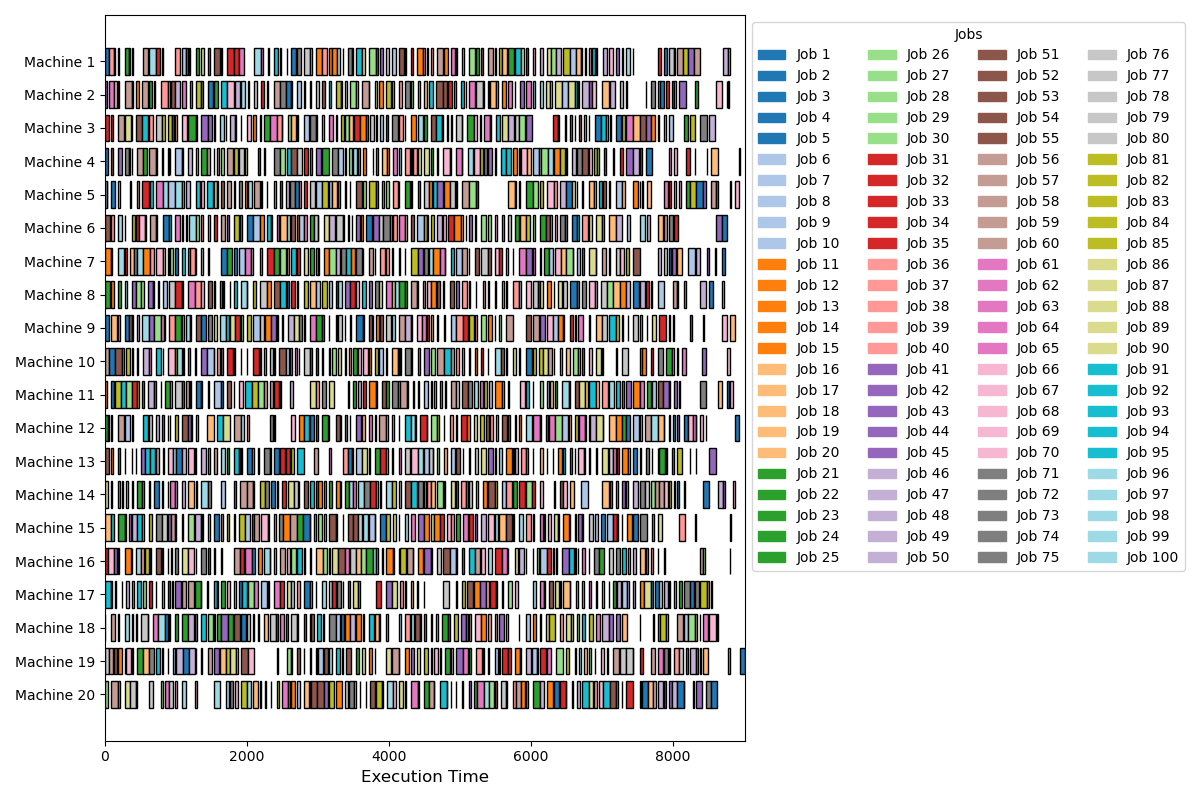 Jobs
Job 1 Job 26 Job 51 Job 76
Machine 1
Job 2 Job 27 Job 52 Job 77
Machine 2
Job 3 Job 28 Job 53 Job 78
Job 4 Job 29 Job 54 Job 79
Machine 3
Job 5 Job 30 Job 55 Job 80
Machine 4
Job 6 Job 31 Job 56 Job 81
Job 7 Job 32 Job 57 Job 82
Machine 5
Job 8 Job 33 Job 58 Job 83
Job 9 Job 34 Job 59 Job 84
Machine 6
Job 10 Job 35 Job 60 Job 85
Machine 7
Job 11 Job 36 Job 61 Job 86
Job 12 Job 37 Job 62 Job 87
Machine 8
Job 13 Job 38 Job 63 Job 88
Job 14 Job 39 Job 64 Job 89
Machine 9
Job 15 Job 40 Job 65 Job 90
Machine 10
Job 16 Job 41 Job 66 Job 91
Job 17 Job 42 Job 67 Job 92
Machine 11
Job 18 Job 43 Job 68 Job 93
Machine 12
Job 19 Job 44 Job 69 Job 94
Job 20 Job 45 Job 70 Job 95
Machine 13
Job 21 Job 46 Job 71 Job 96
Machine 14
Job 22 Job 47 Job 72 Job 97
Job 23 Job 48 Job 73 Job 98
Machine 15
Job 24 Job 49 Job 74 Job 99
Job 25 Job 50 Job 75 Job 100
Machine 16
Machine 17
Machine 18
Machine 19
Machine 20
0 2000 4000 6000 8000
Execution Time